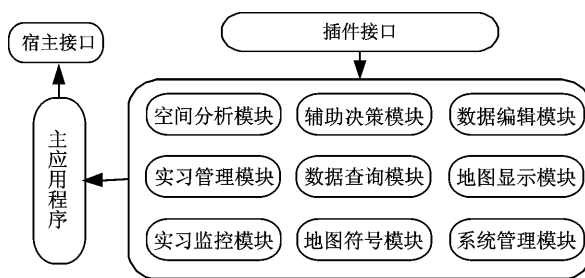 宿主接口
插件接口
主应用程序
空间分析模块 辅助决策模块 数据编辑模块
实习管理模块 数据查询模块 地图显示模块
实习监控模块 地图符号模块 系统管理模块